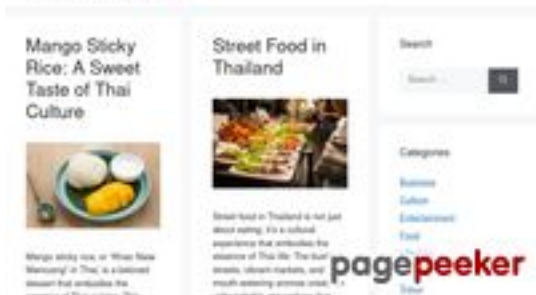 Mango Sticky
Rice: A Sweet
Taste of Thai
Culture
Mango sticky rice, or 'Khao Niew
Mamuang' in Thai, is a beloved
dessert that embodies the
Street Food in
Thailand
Street food in Thailand is not just
about eating; it's a cultural
experience that embodies the
essence of Thai life. The
streets, vibrant markets, and
mouth-watering aromas create
Search
Search
Categories
Business
Culture
Entertainment
Food
Travel
pagepeeker